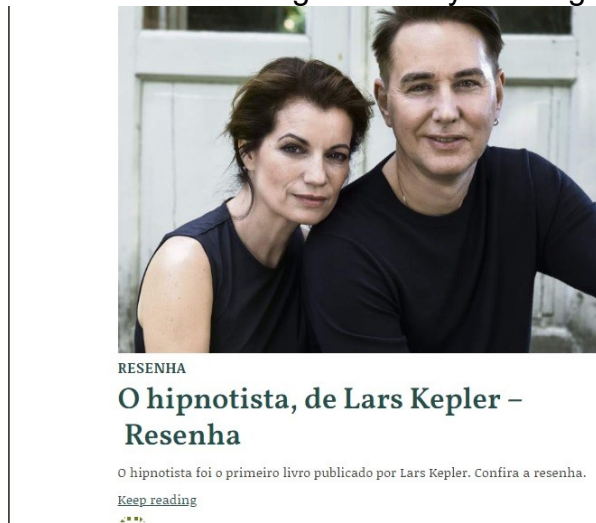 RESENHA
O hipnotista, de Lars Kepler –
Resenha
O hipnotista foi o primeiro livro publicado por Lars Kepler. Confira a resenha.
Keep reading